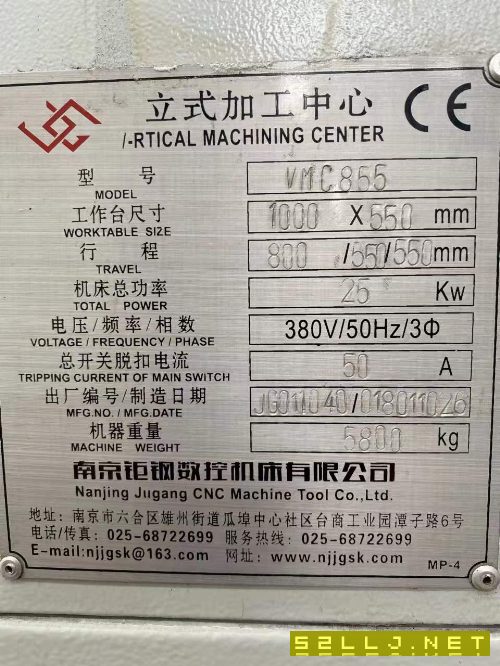 立式加工中心 CE
/-RTICAL MACHINING CENTER
型 号 VMC855
MODEL
工作台尺寸 1000 X 550 mm
WORKTABLE SIZE
行 程 800 /550/550mm
TRAVEL
机床总功率 25 Kw
TOTAL POWER
电压/频率/相数 380V/50Hz/3Φ
VOLTAGE / FREQUENCY / PHASE
总开关脱扣电流 50 A
TRIPPING CURRENT OF MAIN SWITCH
出厂编号/制造日期
MFG.NO. / MFG.DATE
机器重量 5800 kg
MACHINE WEIGHT
南京钜钢数控机床有限公司
Nanjing Jugang CNC Machine Tool Co.,Ltd.
地址: 南京市六合区雄州街道瓜埠中心社区台商工业园潭子路6号
电话/传真: 025-68722699 服务热线: 025-68722699
E-mail:njjgsk@163.com 网址: www.njjgsk.com
MP-4
52LLJ.NET